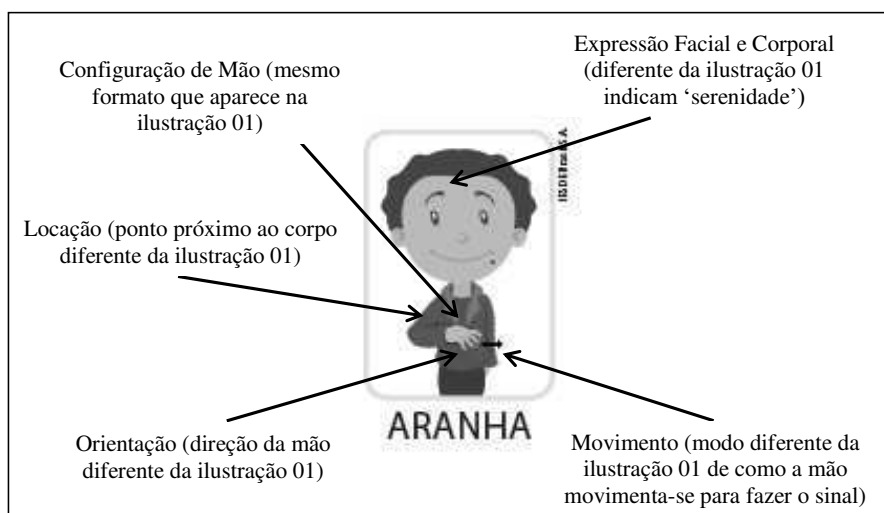 Expressão Facial e Corporal
(diferente da ilustração 01
indicam ‘serenidade’)
Configuração de Mão (mesmo
formato que aparece na
ilustração 01)
Locação (ponto próximo ao corpo
diferente da ilustração 01)
ARANHA
Orientação (direção da mão
diferente da ilustração 01)
Movimento (modo diferente da
ilustração 01 de como a mão
movimenta-se para fazer o sinal)